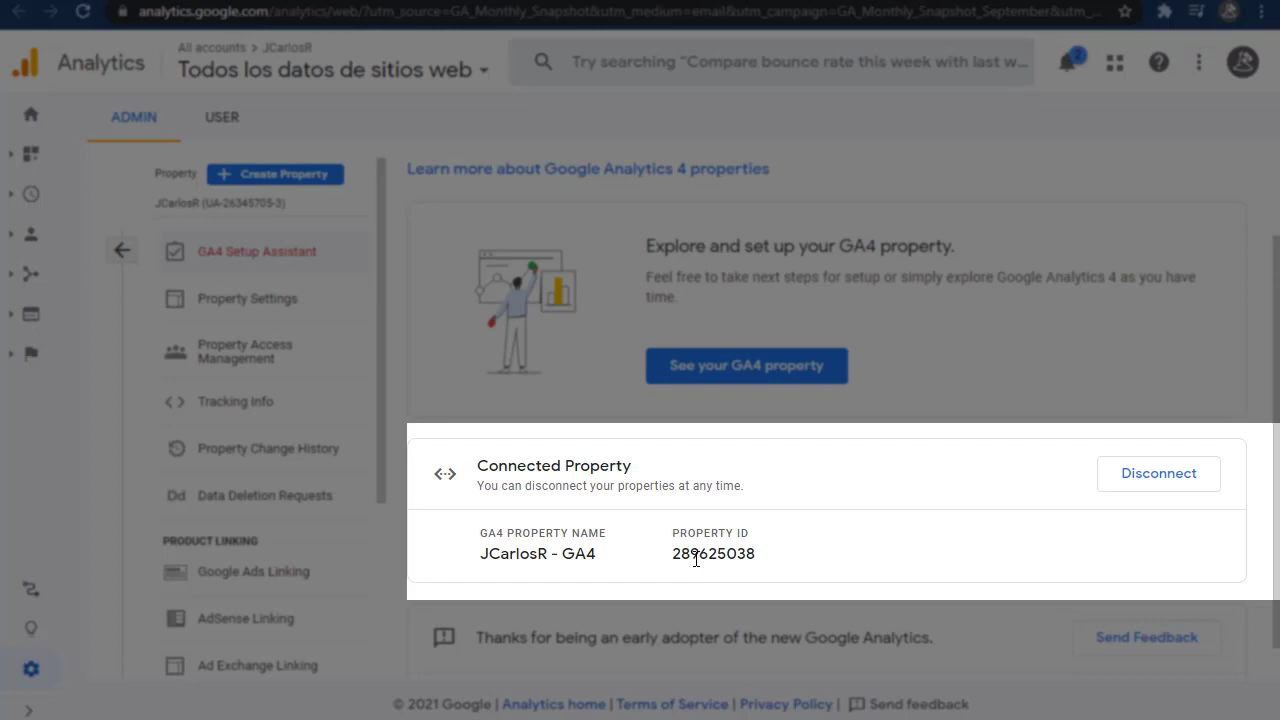 analytics.google.com/analytics/web/?utm_source=GA_Monthly_Snapshot&utm_medium=email&utm_campaign=GA_Monthly_Snapshot_September&utm_...
Analytics
All accounts > JCarlosR
Todos los datos de sitios web
Try searching "Compare bounce rate this week with last w...
2
ADMIN
USER
Property
+ Create Property
JCarlosR (UA-26345705-3)
GA4 Setup Assistant
Property Settings
Property Access
Management
Tracking Info
Property Change History
Dd Data Deletion Requests
PRODUCT LINKING
Google Ads Linking
AdSense Linking
Ad Exchange Linking
Learn more about Google Analytics 4 properties
Explore and set up your GA4 property.
Feel free to take next steps for setup or simply explore Google Analytics 4 as you have
time.
See your GA4 property
Connected Property
You can disconnect your properties at any time.
Disconnect
GA4 PROPERTY NAME
PROPERTY ID
JCarlosR - GA4
289625038
Thanks for being an early adopter of the new Google Analytics.
Send Feedback
© 2021 Google | Analytics home | Terms of Service | Privacy Policy | Send feedback